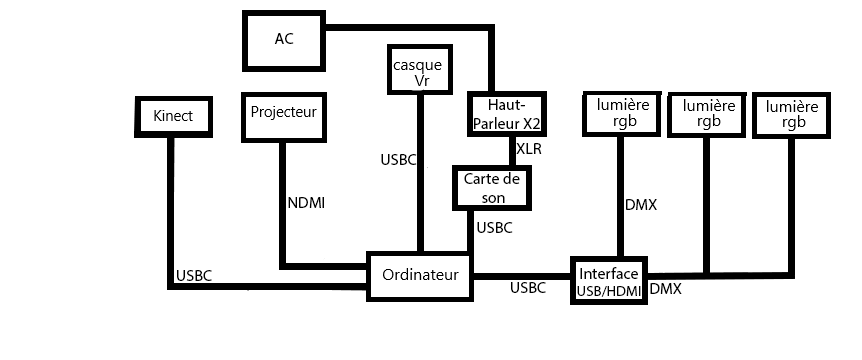 AC
casque
Vr
Kinect
Projecteur
Haut-
Parleur X2
lumière
rgb
lumière
rgb
lumière
rgb
XLR
USBC
Carte de
son
NDMI
DMX
USBC
Ordinateur
Interface
USB/HDMI
USBC
USBC
DMX